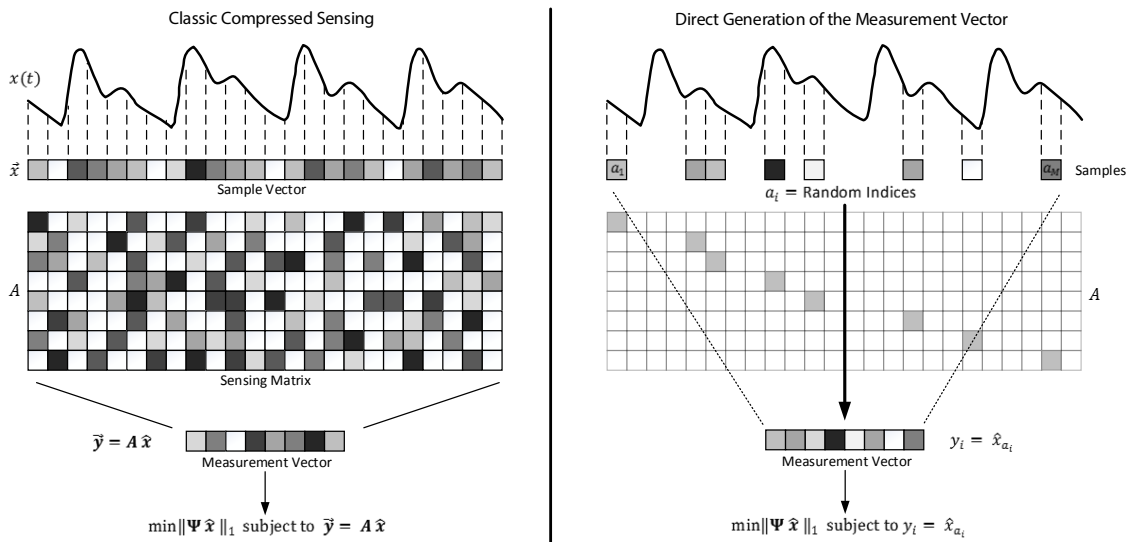 Classic Compressed Sensing
x(t)
x⃗
Sample Vector
A
Sensing Matrix
y⃗ = A x̂
Measurement Vector
min‖Ψ x̂ ‖₁ subject to y⃗ = A x̂
Direct Generation of the Measurement Vector
a₁
a_M
Samples
aᵢ = Random Indices
A
yᵢ = x̂_{aᵢ}
Measurement Vector
min‖Ψ x̂ ‖₁ subject to yᵢ = x̂_{aᵢ}